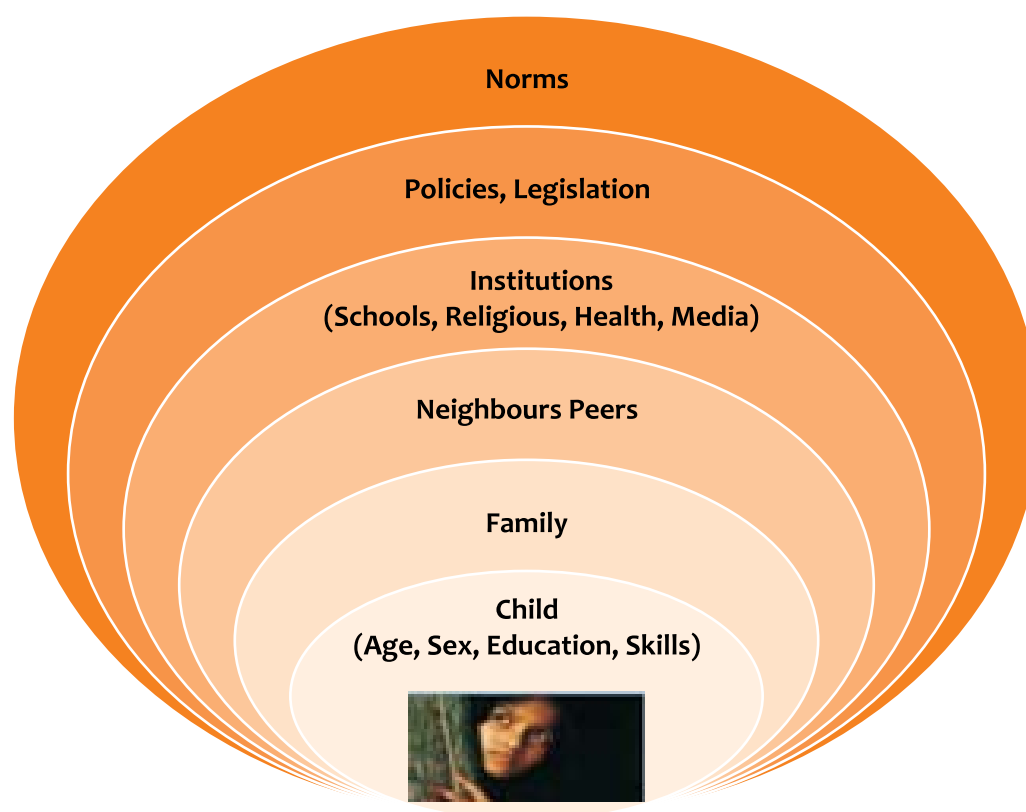 Norms
Policies, Legislation
Institutions
(Schools, Religious, Health, Media)
Neighbours Peers
Family
Child
(Age, Sex, Education, Skills)